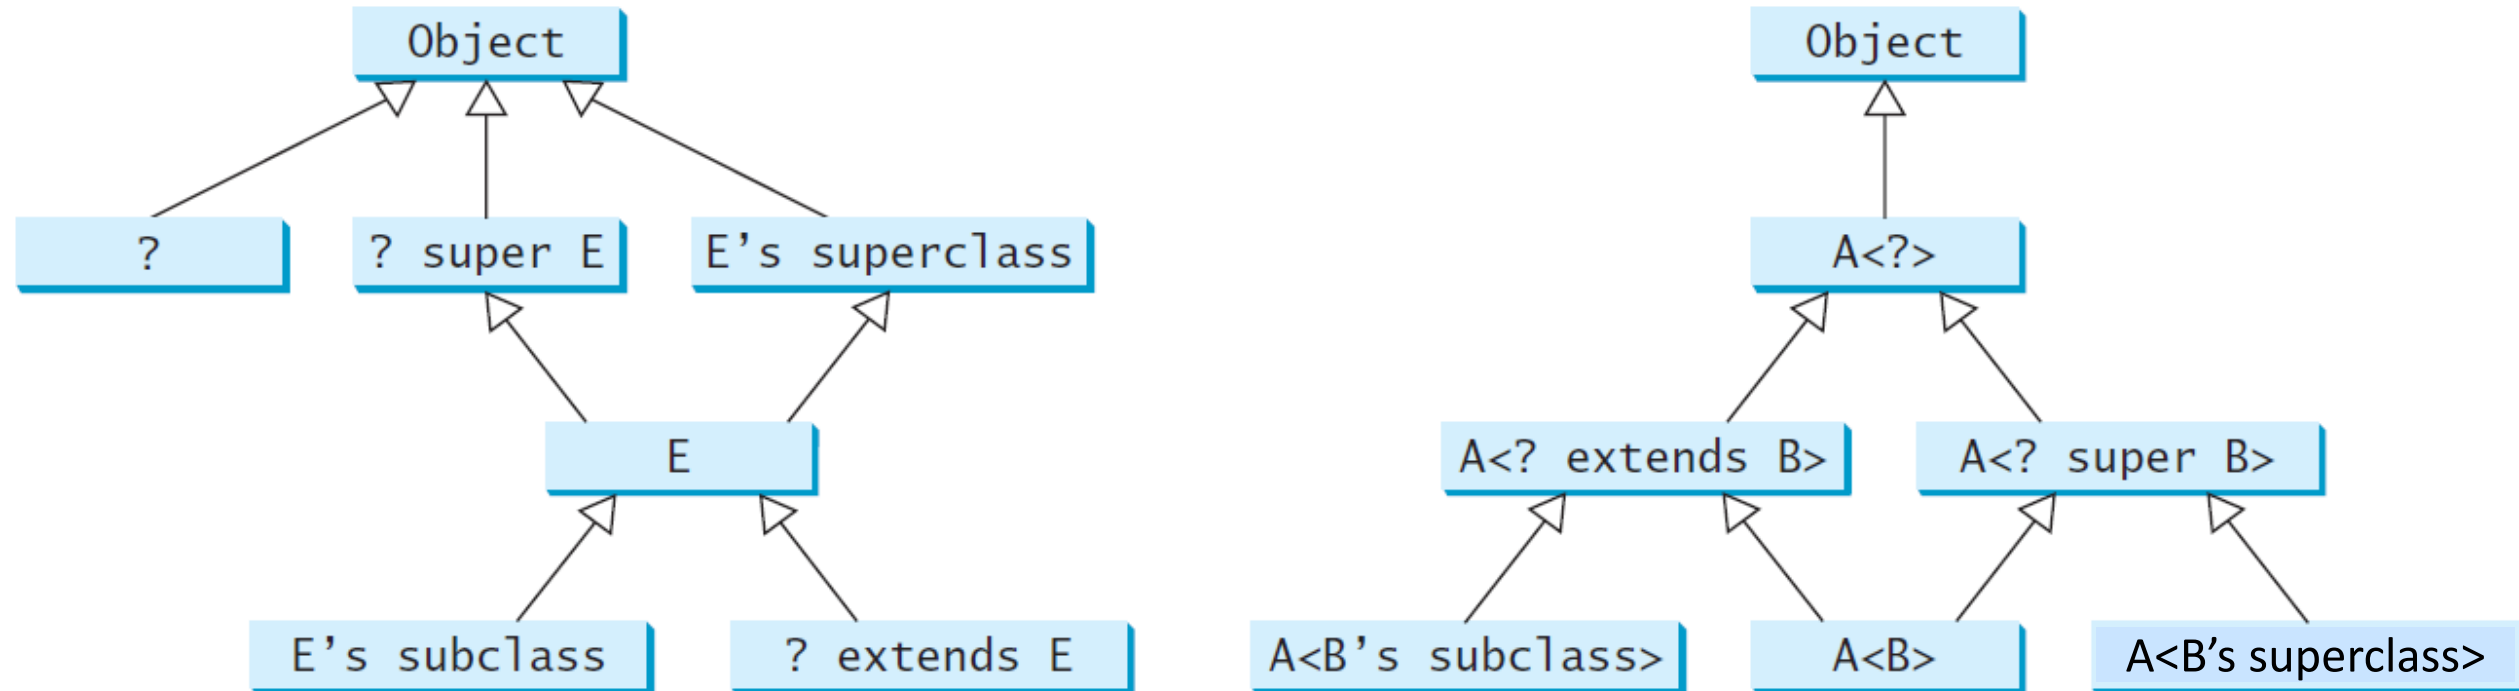 Object
?
? super E
E’s superclass
E
E’s subclass
? extends E
Object
A<?>
A<? extends B>
A<? super B>
A<B’s subclass>
A<B>
A<B’s superclass>